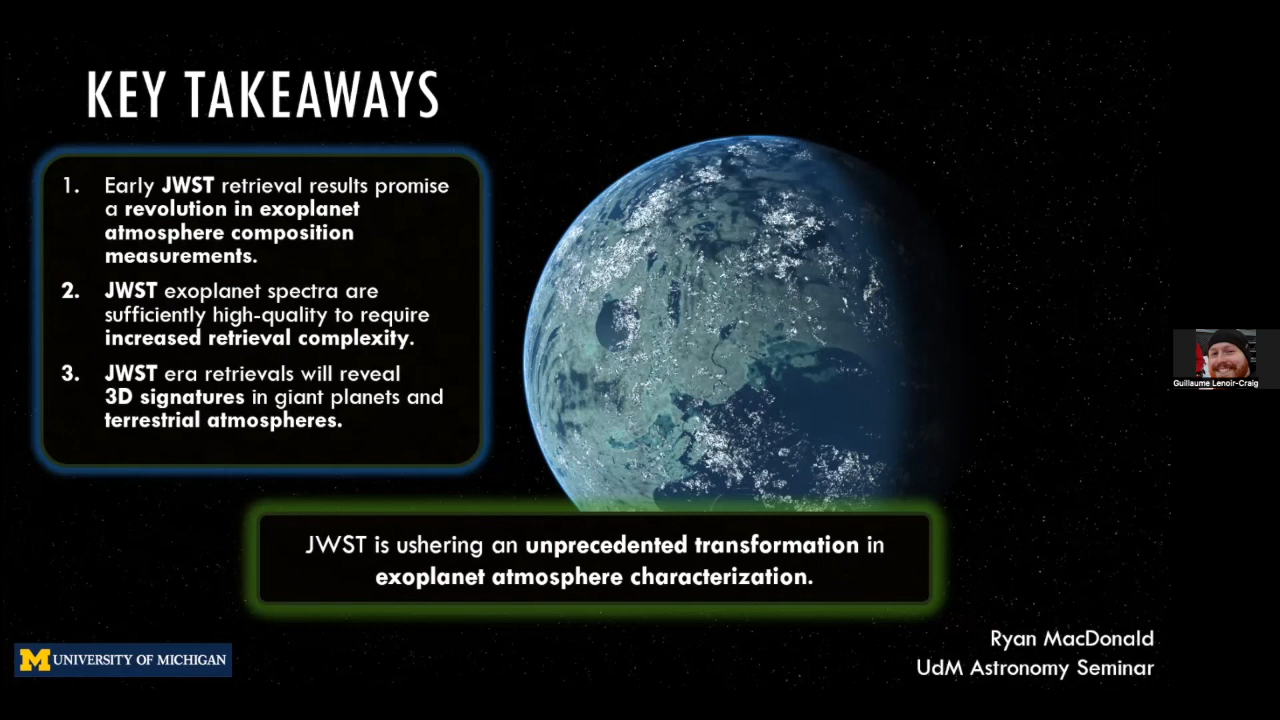 KEY TAKEAWAYS
1. Early JWST retrieval results promise
a revolution in exoplanet
atmosphere composition
measurements.
2. JWST exoplanet spectra are
sufficiently high-quality to require
increased retrieval complexity.
3. JWST era retrievals will reveal
3D signatures in giant planets and
terrestrial atmospheres.
Guillaume Lenoir-Craig
JWST is ushering an unprecedented transformation in
exoplanet atmosphere characterization.
Ryan MacDonald
UdM Astronomy Seminar
M UNIVERSITY OF MICHIGAN